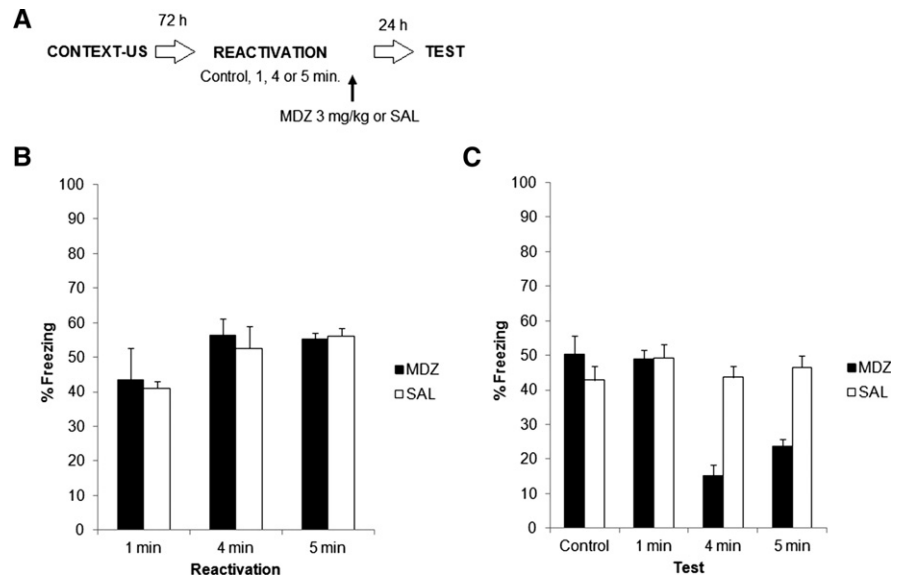 A
72 h
24 h
CONTEXT-US REACTIVATION TEST
Control, 1, 4 or 5 min.
MDZ 3 mg/kg or SAL
B
100
90
80
70
60
50
40
30
20
10
0
% Freezing
1 min 4 min 5 min
Reactivation
MDZ
SAL
C
100
90
80
70
60
50
40
30
20
10
0
% Freezing
Control 1 min 4 min 5 min
Test
MDZ
SAL